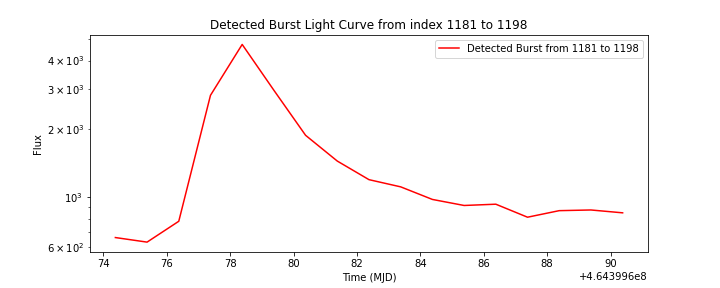 Detected Burst Light Curve from index 1181 to 1198
Detected Burst from 1181 to 1198
4 × 10³
3 × 10³
2 × 10³
10³
6 × 10²
Flux
74 76 78 80 82 84 86 88 90
Time (MJD)
+4.643996e8